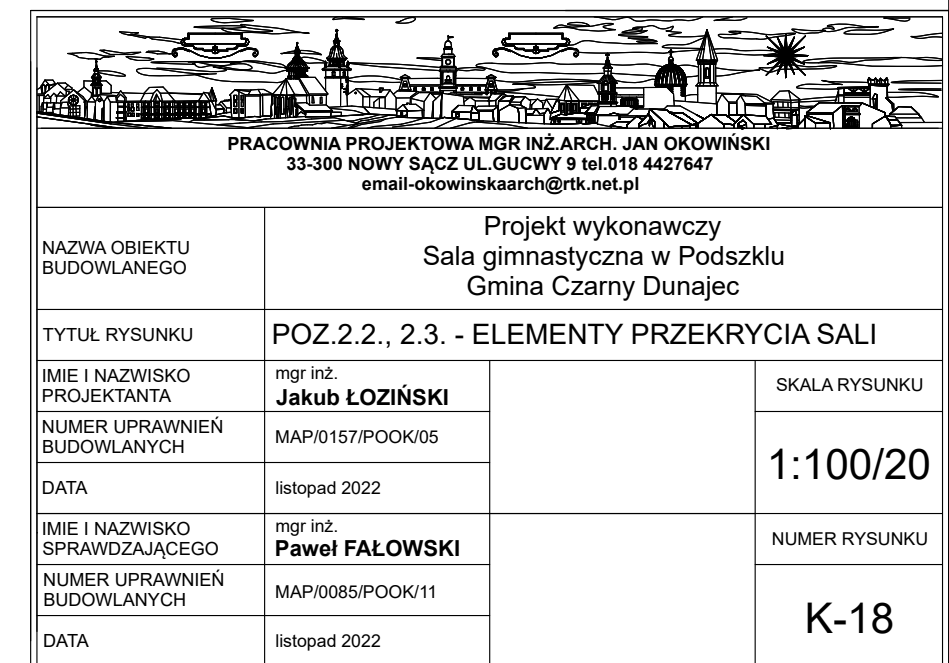 PRACOWNIA PROJEKTOWA MGR INŻ.ARCH. JAN OKOWIŃSKI
33-300 NOWY SĄCZ UL.GUCWY 9 tel.018 4427647
email-okowinskaarch@rtk.net.pl
NAZWA OBIEKTU
BUDOWLANEGO
Projekt wykonawczy
Sala gimnastyczna w Podszklu
Gmina Czarny Dunajec
TYTUŁ RYSUNKU
POZ.2.2., 2.3. - ELEMENTY PRZEKRYCIA SALI
IMIE I NAZWISKO
PROJEKTANTA
mgr inż.
Jakub ŁOZIŃSKI
SKALA RYSUNKU
NUMER UPRAWNIEŃ
BUDOWLANYCH
MAP/0157/POOK/05
1:100/20
DATA
listopad 2022
IMIE I NAZWISKO
SPRAWDZAJĄCEGO
mgr inż.
Paweł FAŁOWSKI
NUMER RYSUNKU
NUMER UPRAWNIEŃ
BUDOWLANYCH
MAP/0085/POOK/11
K-18
DATA
listopad 2022